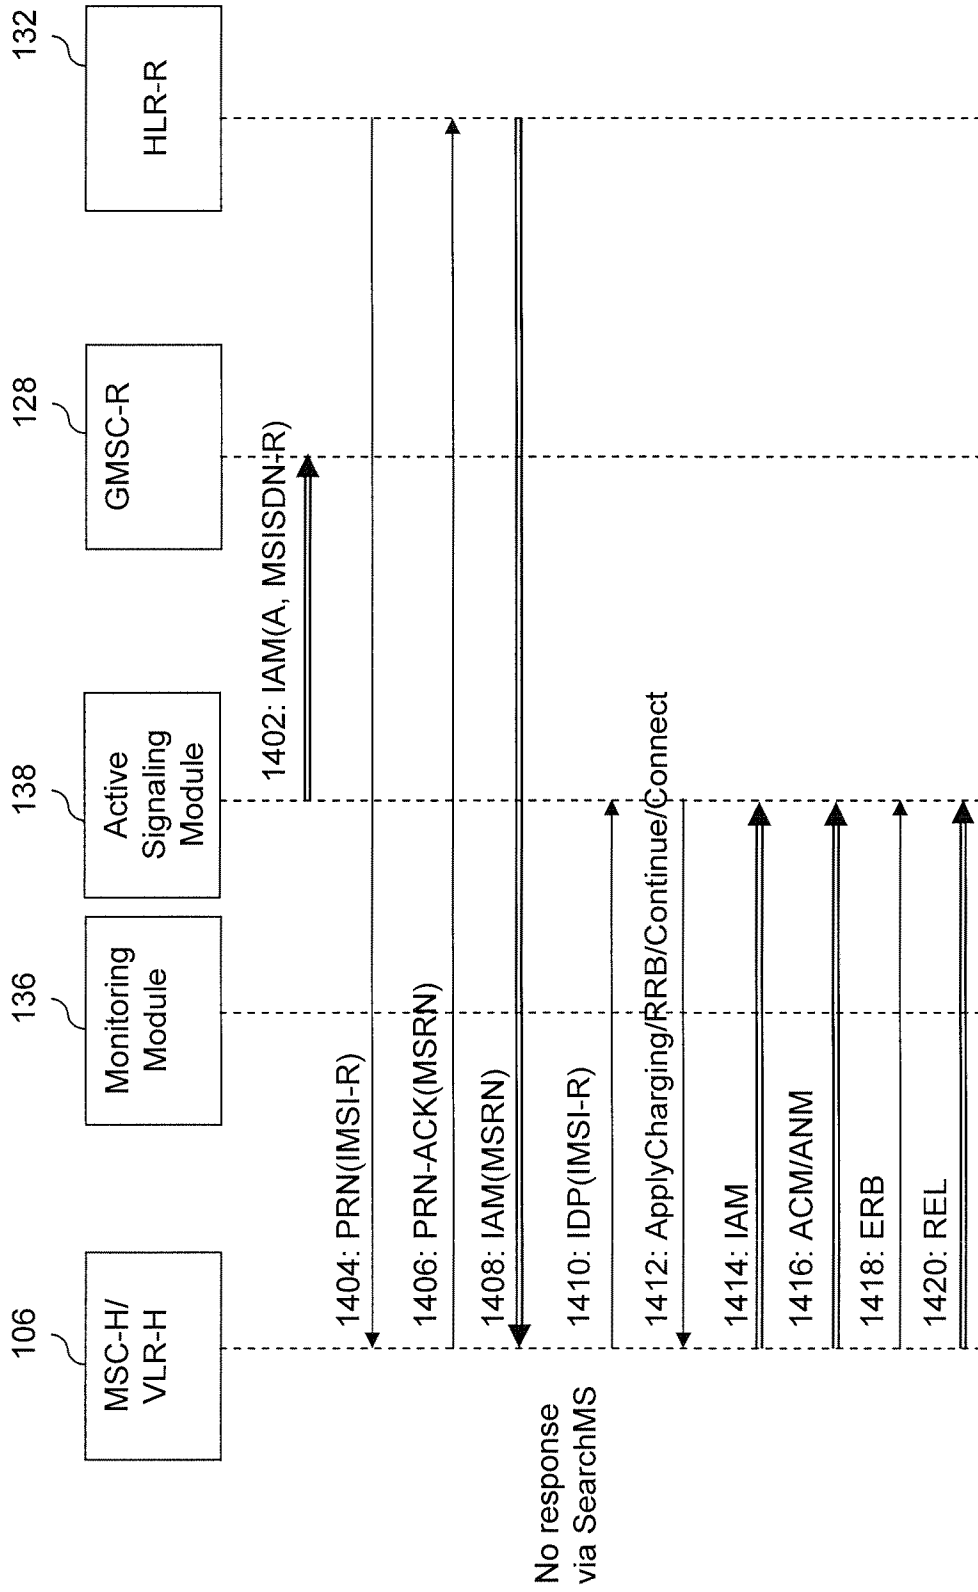 106
MSC-H/
VLR-H
136
Monitoring
Module
138
Active
Signaling
Module
128
GMSC-R
132
HLR-R
1402: IAM(A, MSISDN-R)
1404: PRN(IMSI-R)
1406: PRN-ACK(MSRN)
1408: IAM(MSRN)
No response
via SearchMS
1410: IDP(IMSI-R)
1412: ApplyCharging/RRB/Continue/Connect
1414: IAM
1416: ACM/ANM
1418: ERB
1420: REL